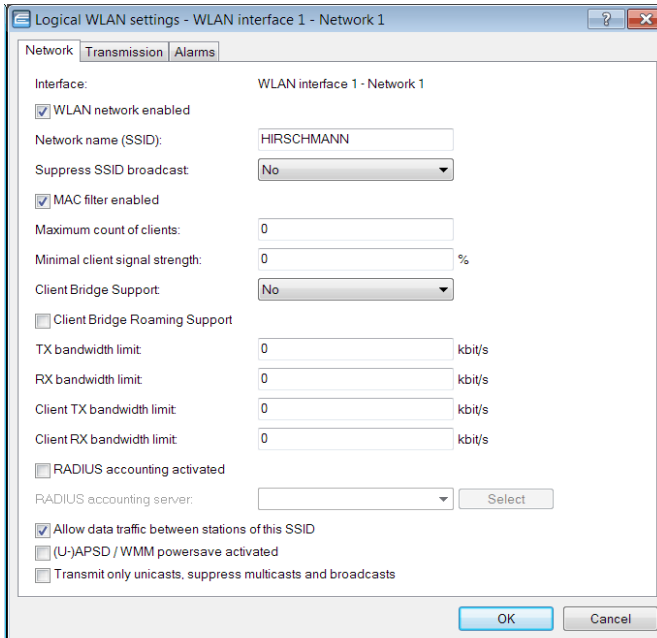 Logical WLAN settings - WLAN interface 1 - Network 1
Network Transmission Alarms
Interface: WLAN interface 1 - Network 1
WLAN network enabled
Network name (SSID): HIRSCHMANN
Suppress SSID broadcast: No
MAC filter enabled
Maximum count of clients: 0
Minimal client signal strength: 0 %
Client Bridge Support: No
Client Bridge Roaming Support
TX bandwidth limit: 0 kbit/s
RX bandwidth limit: 0 kbit/s
Client TX bandwidth limit: 0 kbit/s
Client RX bandwidth limit: 0 kbit/s
RADIUS accounting activated
RADIUS accounting server: Select
Allow data traffic between stations of this SSID
(U-)APSD / WMM powersave activated
Transmit only unicasts, suppress multicasts and broadcasts
OK Cancel